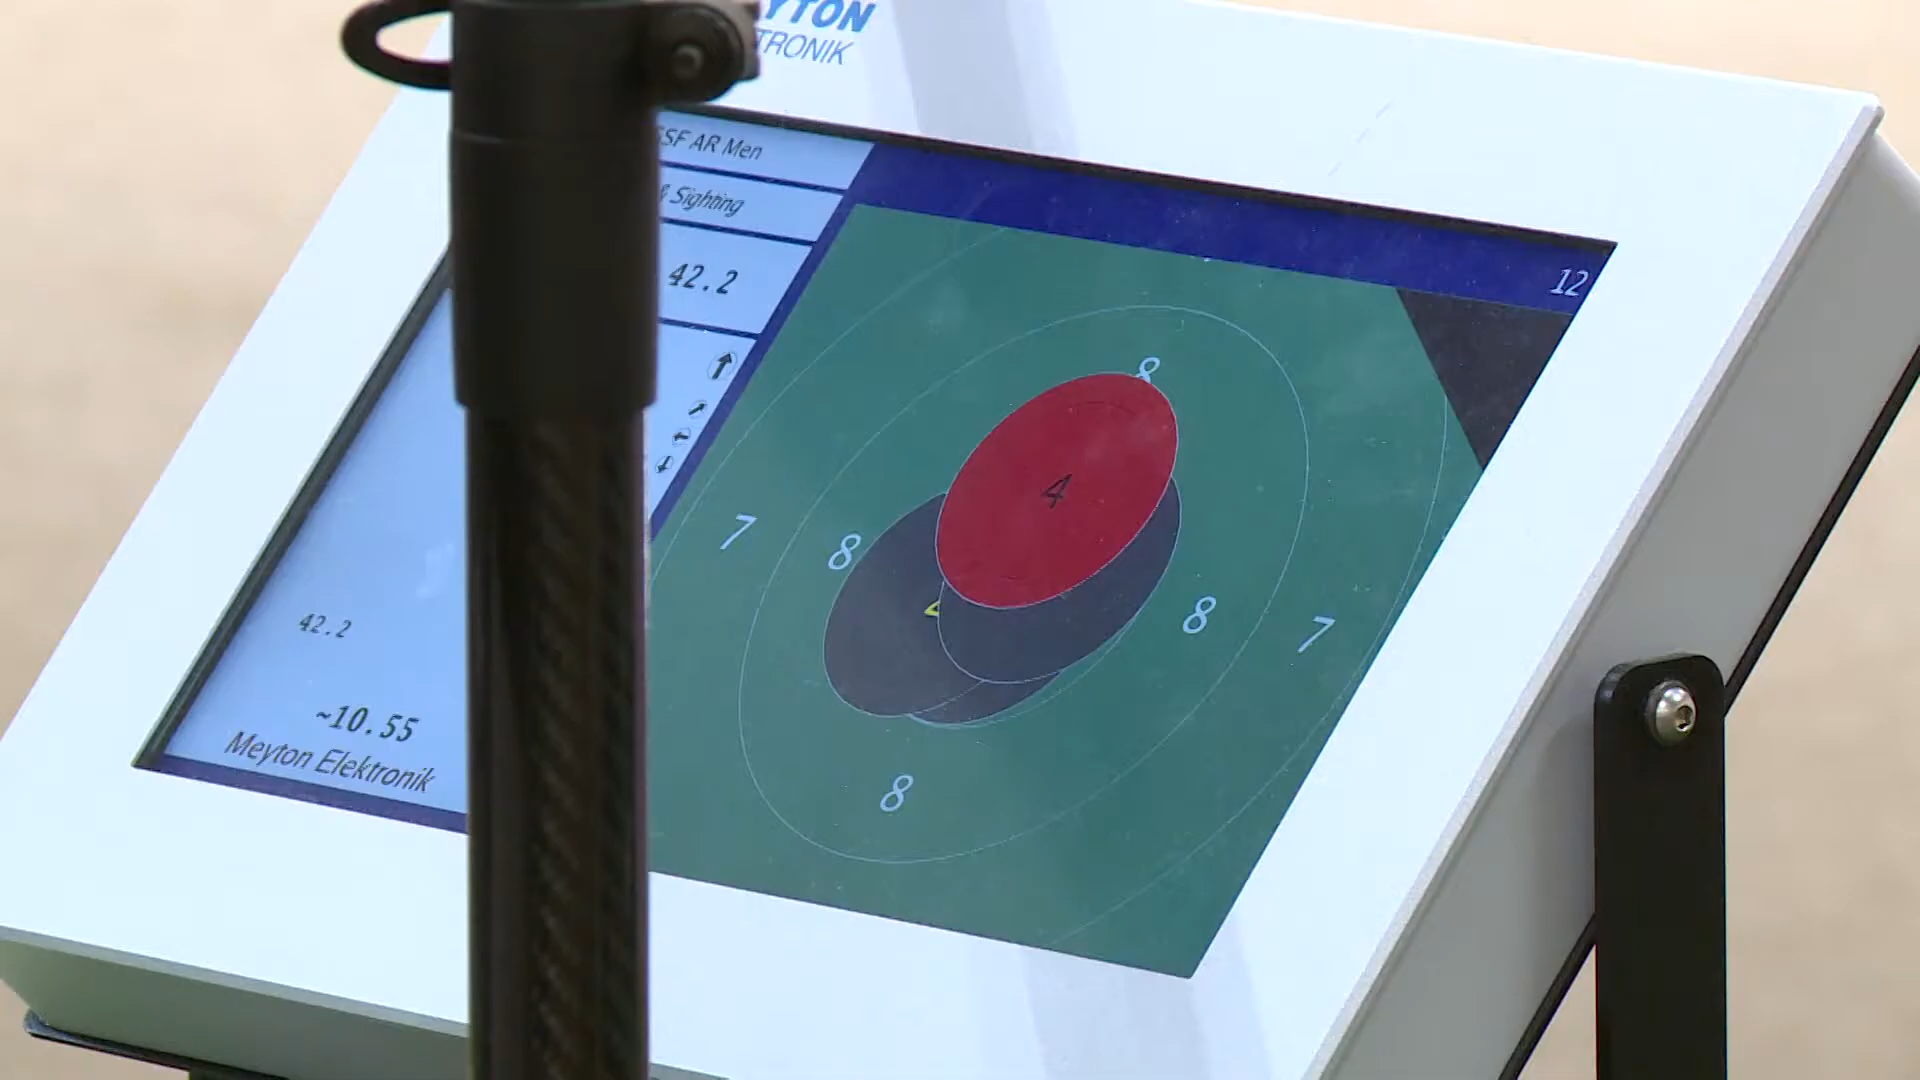 YTON
TRONIK
SSF AR Men
& Sighting
42.2
12
8
4
7
8
8
7
8
42.2
~10.55
Meyton Elektronik